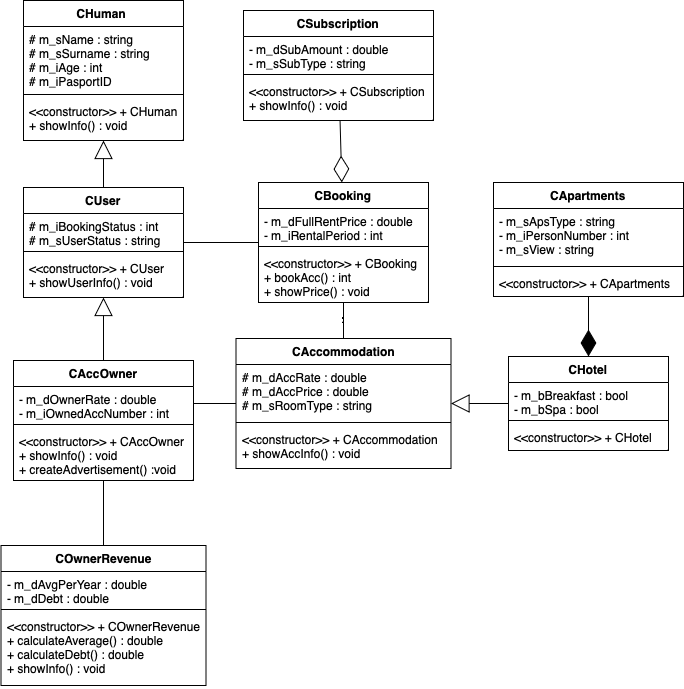 CHuman
# m_sName : string
# m_sSurname : string
# m_iAge : int
# m_iPasportID
<<constructor>> + CHuman
+ showInfo() : void
CSubscription
- m_dSubAmount : double
- m_sSubType : string
<<constructor>> + CSubscription
+ showInfo() : void
CUser
# m_iBookingStatus : int
# m_sUserStatus : string
<<constructor>> + CUser
+ showUserInfo() : void
CBooking
- m_dFullRentPrice : double
- m_iRentalPeriod : int
<<constructor>> + CBooking
+ bookAcc() : int
+ showPrice() : void
CApartments
- m_sApsType : string
- m_iPersonNumber : int
- m_sView : string
<<constructor>> + CApartments
CAccOwner
- m_dOwnerRate : double
- m_iOwnedAccNumber : int
<<constructor>> + CAccOwner
+ showInfo() : void
+ createAdvertisement() :void
CAccommodation
# m_dAccRate : double
# m_dAccPrice : double
# m_sRoomType : string
<<constructor>> + CAccommodation
+ showAccInfo() : void
CHotel
- m_bBreakfast : bool
- m_bSpa : bool
<<constructor>> + CHotel
COwnerRevenue
- m_dAvgPerYear : double
- m_dDebt : double
<<constructor>> + COwnerRevenue
+ calculateAverage() : double
+ calculateDebt() : double
+ showInfo() : void